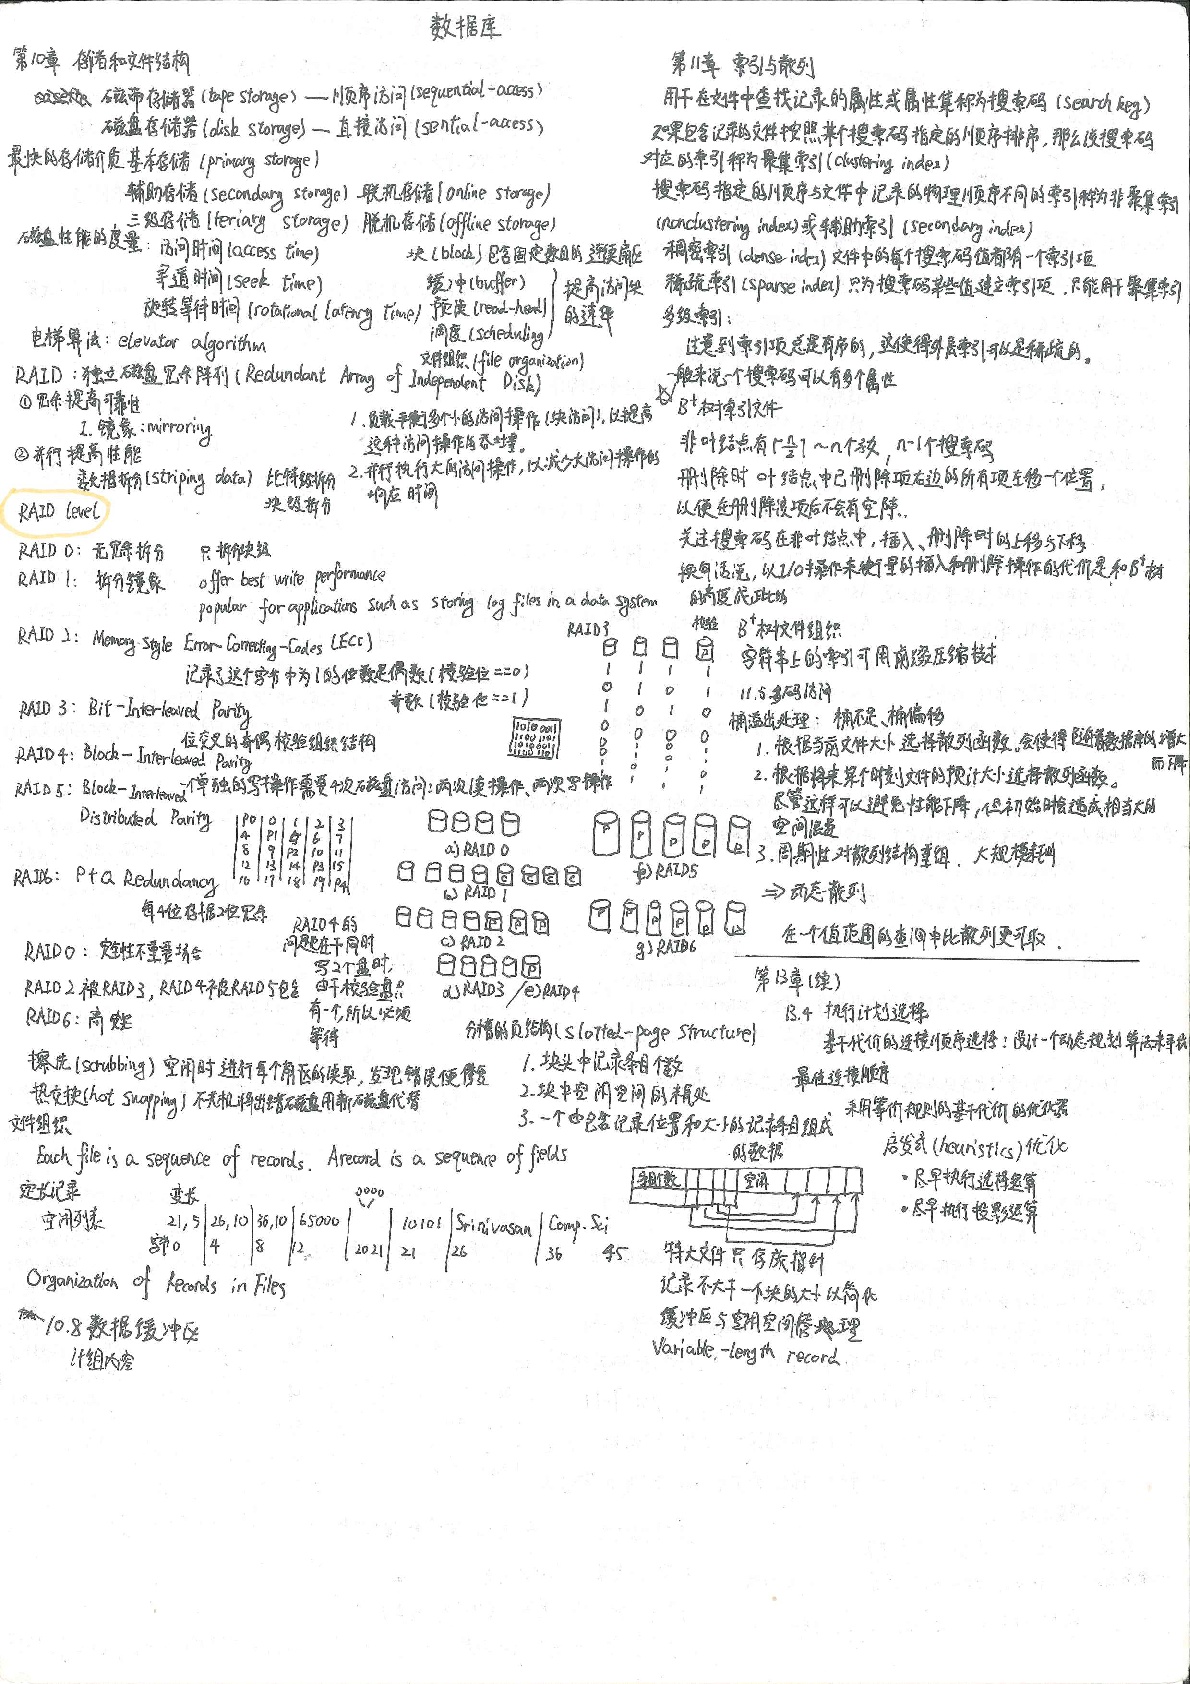 数据库
第10章 存储和文件结构
磁带存储器(tape storage) — 顺序访问(sequential-access)
磁盘存储器(disk storage) — 直接访问(sential-access)
最快的存储介质 基本存储(primary storage)
辅助存储(secondary storage) 联机存储(online storage)
三级存储(teriary storage) 脱机存储(offline storage)
磁盘性能的度量: 访问时间(access time)
寻道时间(seek time)
旋转等待时间(rotational latency time)
块(block)包含固定数目的连续扇区
缓冲(buffer)
预读(read-head)
调度(scheduling)
文件组织(file organization)
提高访问块的速率
电梯算法: elevator algorithm
RAID: 独立磁盘冗余阵列(Redundant Array of Independent Disk)
①冗余提高可靠性
1. 镜象: mirroring
②并行提高性能
数据拆分(striping data) 比特级拆分
块级拆分
1. 负载平衡多个小的访问操作(块访问), 以提高
这种访问操作的吞吐量。
2. 并行执行大的访问操作, 以减少大访问操作的
响应时间
RAID Level
RAID 0: 无冗余拆分 只拆分块级
RAID 1: 拆分镜象 offer best write performance
popular for applications such as storing log files in a data system
RAID 2: Memory-Style Error-Correcting-Codes (ECC)
记录了这个字节中为1的位数是偶数(校验位==0)
奇数(校验位==1)
RAID 3: Bit-Interleaved Parity
位交叉的奇偶校验组织结构
RAID 4: Block-Interleaved Parity
RAID 5: Block-Interleaved 一个单独的写操作需要4次磁盘访问: 两次读操作、两次写操作
Distributed Parity
P0 0 1 2 3
4 P1 5 6 7
8 9 P2 10 11
12 13 14 P3 15
16 17 18 19 P4
RAID6: P+Q Redundancy
每4位数据2位冗余
RAID3 校验
a) RAID 0
b) RAID 1
c) RAID 2
d) RAID3 / e) RAID4
f) RAID5
g) RAID6
RAID4的
问题在于同时
写2个盘时,
由于校验盘只
有一个, 所以必须
等待
RAID 0: 安全性不重要场合
RAID 2 被RAID3, RAID4 被RAID5包含
RAID6: 高
擦洗(scrubbing) 空闲时进行每个扇区的读取, 发现错误便修复
热交换(hot swapping) 不关机将出错磁盘用新磁盘代替
文件组织
Each file is a sequence of records. A record is a sequence of fields
定长记录 变长
空闲列表
0000
21,5 26,10 36,10 65000 10101 Srinivasan Comp. Sci
字节0 4 8 12 20 21 21 26 36 45
Organization of Records in Files
10.8 数据缓冲区
计组内容
分槽的页结构(slotted-page structure)
1. 块头中记录条目个数
2. 块中空闲空间的末尾处
3. 一个由包含记录位置和大小的记录条目组成
的数据
条目个数 空闲
特大文件只存放指针
记录不大于一个块的大小以简化
缓冲区与空闲空间管理
Variable-length record
第11章 索引与散列
用于在文件中查找记录的属性或属性集称为搜索码(search key)
如果包含记录的文件按照某个搜索码指定的顺序排序, 那么该搜索码
对应的索引称为聚集索引(clustering index)
搜索码指定的顺序与文件中记录的物理顺序不同的索引称为非聚集索引
(nonclustering index)或辅助索引(secondary index)
稠密索引(dense index) 文件中的每个搜索码值都有一个索引项
稀疏索引(sparse index) 只为搜索码某些值建立索引项, 只能用于聚集索引
多级索引:
注意到索引项总是有序的, 这使得外层索引可以是稀疏的。
一般来说一个搜索码可以有多个属性
B⁺树索引文件
非叶结点有⌈n/2⌉~n个孩, n-1个搜索码
删除时 叶结点中已删除项右边的所有项左移一个位置,
以便在删除该项后不会有空隙.
关注搜索码在非叶结点中, 插入、删除时的上移与下移
换句话说, 以I/O操作来衡量的插入和删除操作的代价是和B⁺树
的高度成正比的
B⁺树文件组织
字符串上的索引可用前缀压缩技术
11.5 多码访问
桶溢出处理: 桶不足、桶偏移
1. 根据当前文件大小选择散列函数, 会使得随着数据库的增大
而下降
2. 根据将来某个时刻文件的预计大小选择散列函数。
尽管这样可以避免性能下降, 但初始时会造成相当大的
空间浪费
3. 周期性对散列结构重组. 大规模耗时
⇒ 动态散列
在一个值范围的查询中比散列更可取.
第13章(续)
13.4 执行计划选择
基于代价的连接顺序选择: 设计一个动态规划算法来寻找
最佳连接顺序
采用等价规则的基于代价的优化器
启发式(heuristics)优化
• 尽早执行选择运算
• 尽早执行投影运算